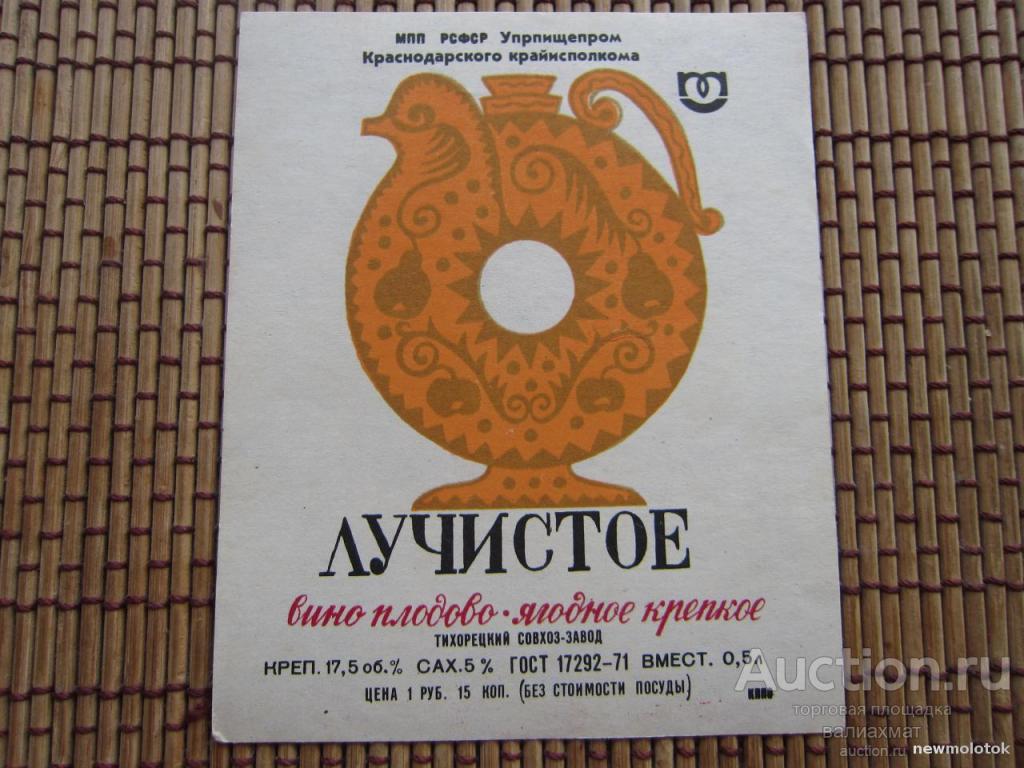 МПП РСФСР Упрпищепром
Краснодарского крайисполкома
ЛУЧИСТОЕ
вино плодово-ягодное крепкое
ТИХОРЕЦКИЙ СОВХОЗ-ЗАВОД
КРЕП. 17,5 об.% САХ. 5 % ГОСТ 17292-71 ВМЕСТ. 0,5л
ЦЕНА 1 РУБ. 15 КОП. (БЕЗ СТОИМОСТИ ПОСУДЫ)
Auction.ru
торговая площадка
валиахмат
auction.ru newmolotok